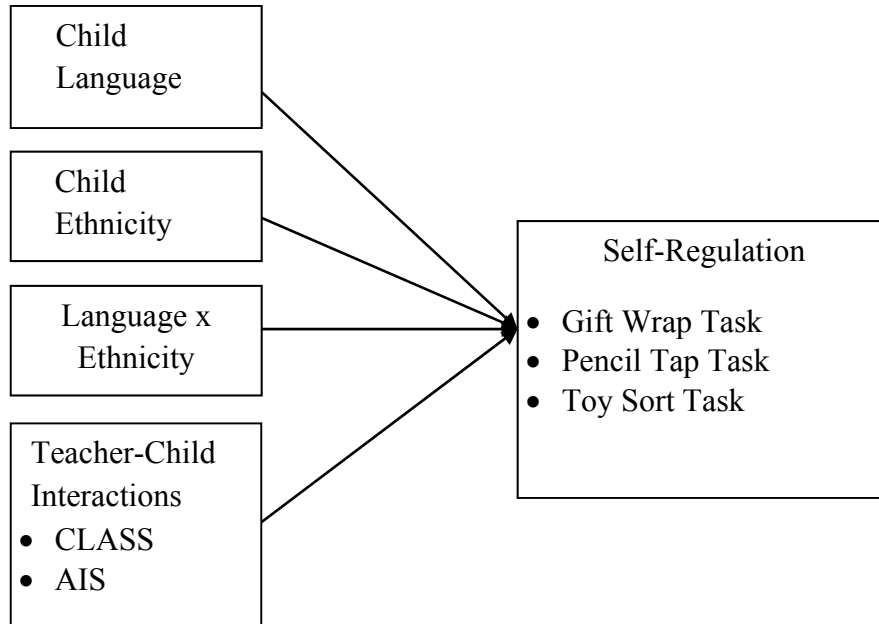 Child
Language
Child
Ethnicity
Language x
Ethnicity
Teacher-Child
Interactions
• CLASS
• AIS
Self-Regulation
• Gift Wrap Task
• Pencil Tap Task
• Toy Sort Task